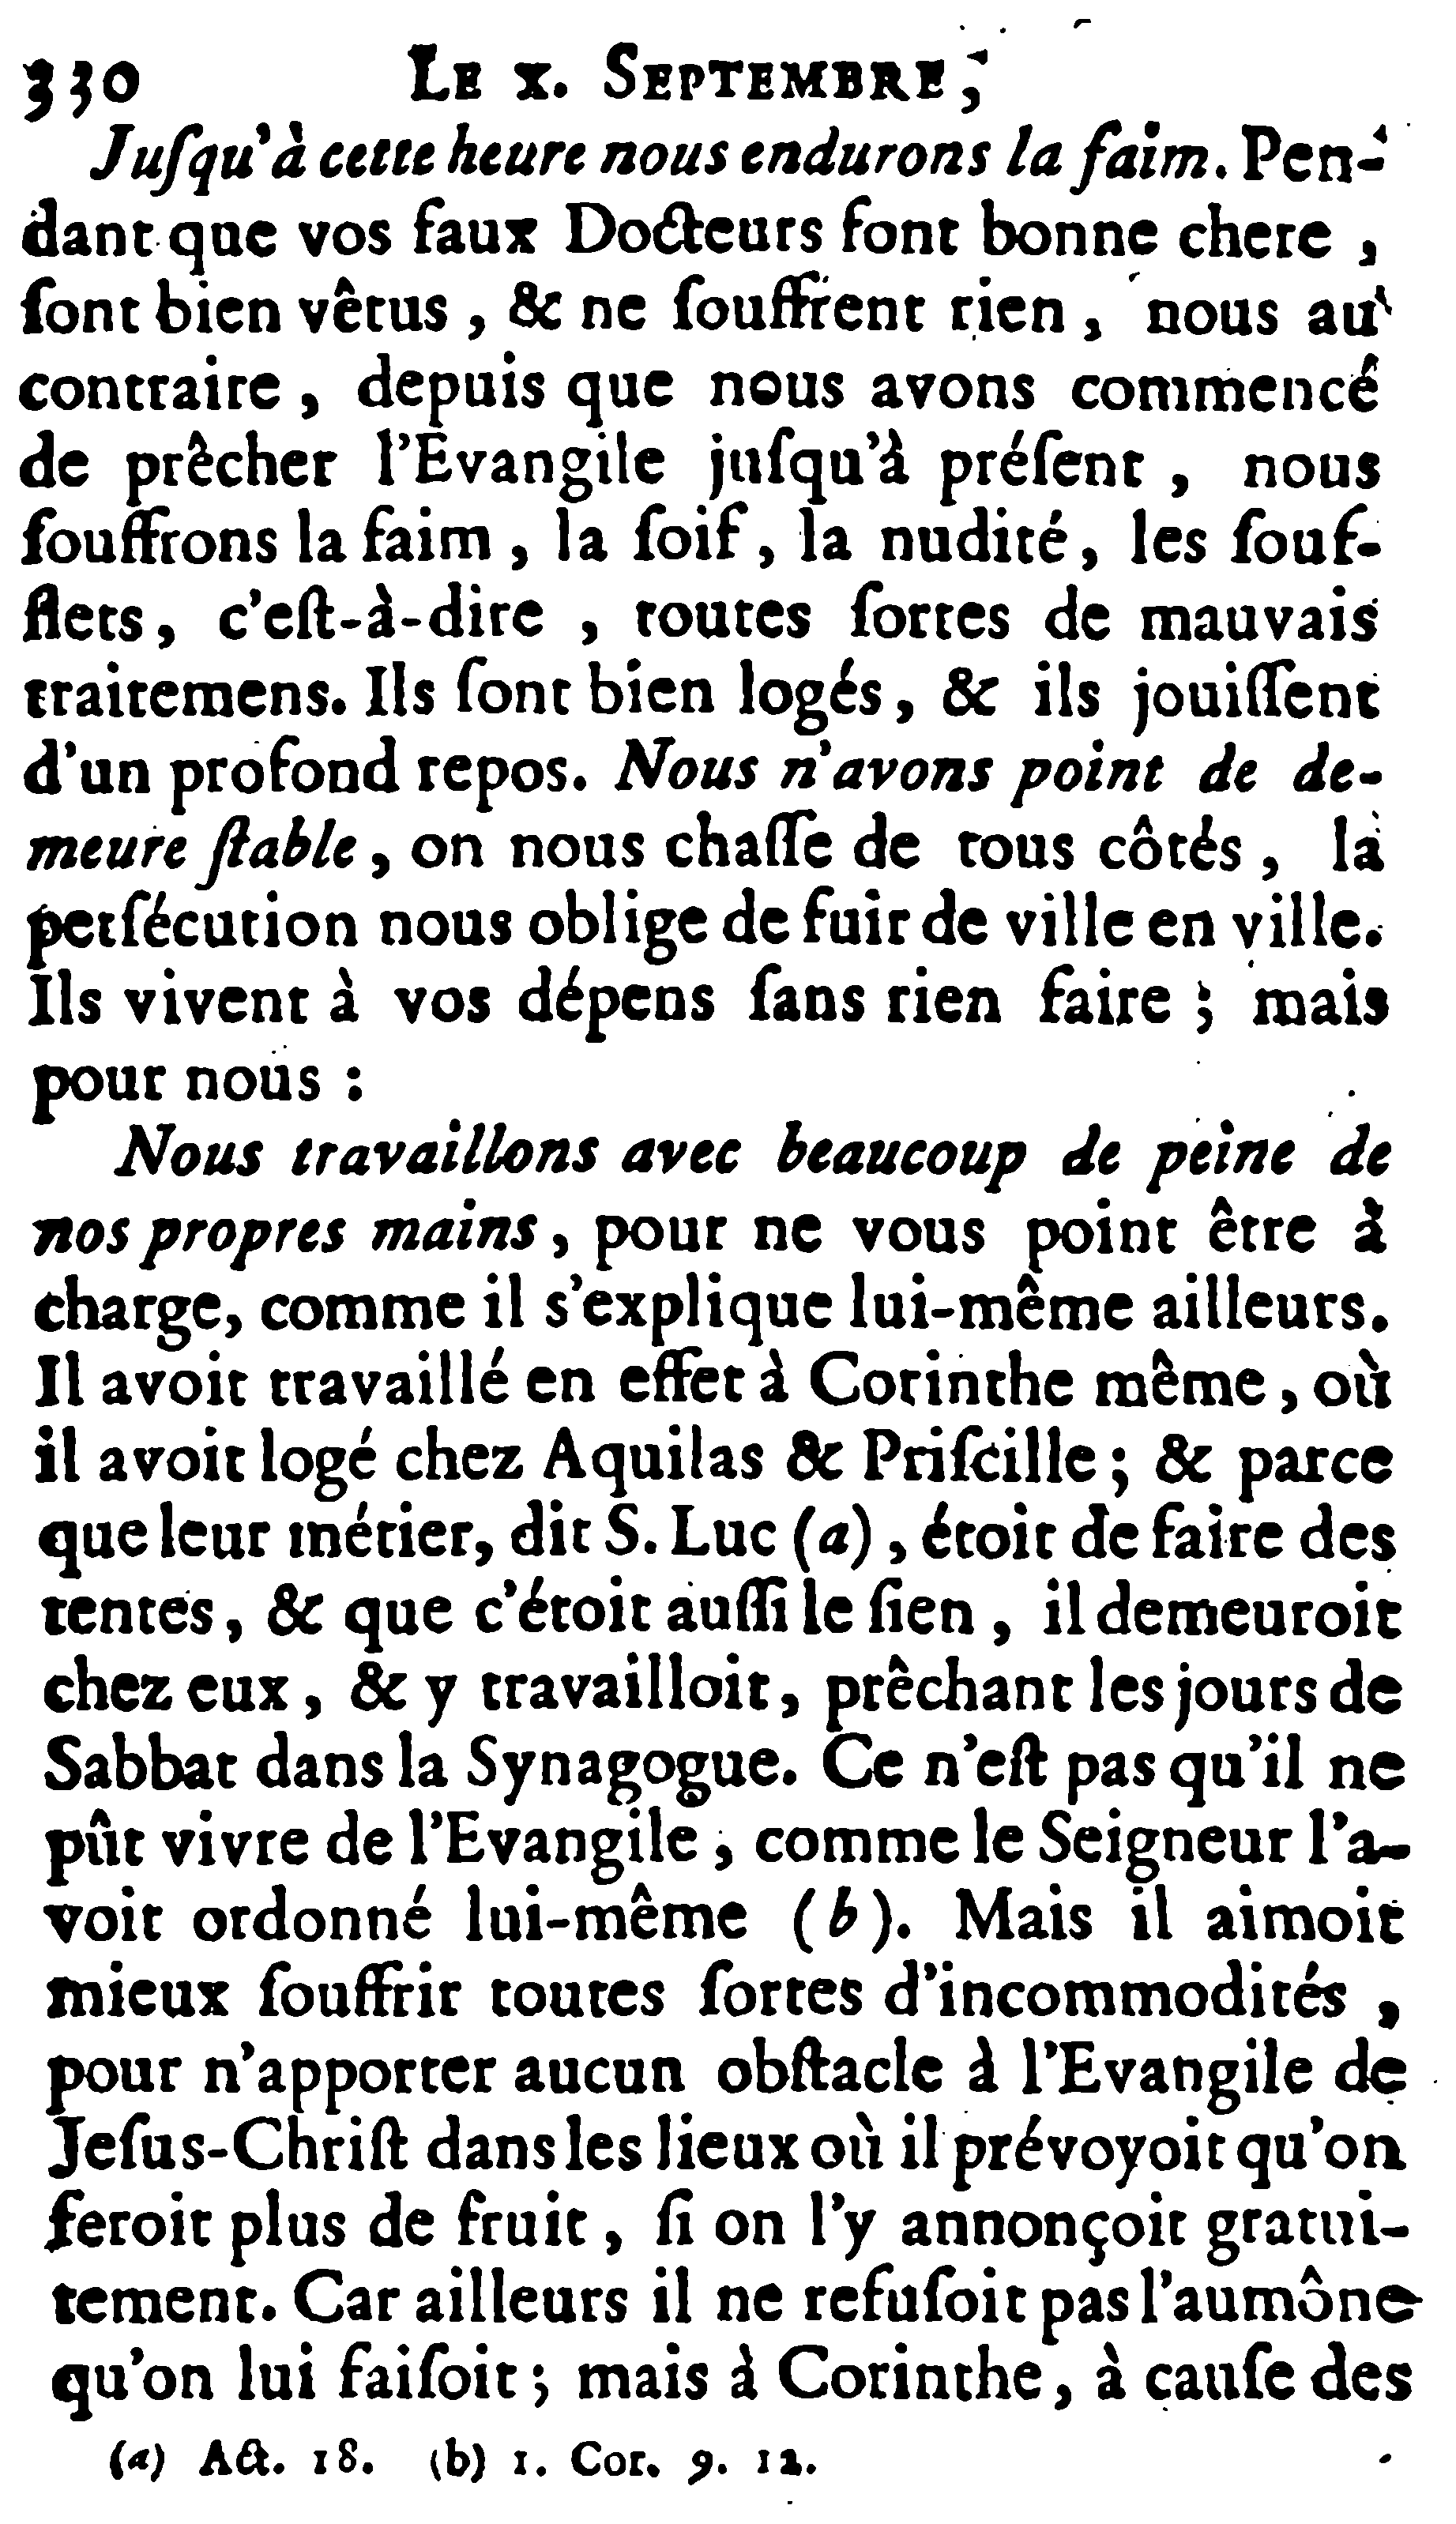 330 LE X. SEPTEMBRE,
Juſqu'à cette heure nous endurons la faim. Pen-
dant que vos faux Docteurs font bonne chere ,
ſont bien vêtus , & ne ſouffrent rien , nous au
contraire , depuis que nous avons commencé
de prêcher l'Evangile juſqu'à préſent , nous
ſouffrons la faim , la ſoif , la nudité , les ſouf-
flets , c'eſt-à-dire , toutes ſortes de mauvais
traitemens. Ils ſont bien logés , & ils jouiſſent
d'un profond repos. Nous n'avons point de de-
meure ſtable , on nous chaſſe de tous côtés , la
perſécution nous oblige de fuir de ville en ville.
Ils vivent à vos dépens ſans rien faire ; mais
pour nous :
Nous travaillons avec beaucoup de peine de
nos propres mains , pour ne vous point être à
charge, comme il s'explique lui-même ailleurs.
Il avoit travaillé en effet à Corinthe même , où
il avoit logé chez Aquilas & Priſcille ; & parce
que leur métier, dit S. Luc (a) , étoit de faire des
tentes , & que c'étoit auſſi le ſien , il demeuroit
chez eux , & y travailloit , prêchant les jours de
Sabbat dans la Synagogue. Ce n'eſt pas qu'il ne
pût vivre de l'Evangile , comme le Seigneur l'a-
voit ordonné lui-même (b). Mais il aimoit
mieux ſouffrir toutes ſortes d'incommodités ,
pour n'apporter aucun obſtacle à l'Evangile de
Jeſus-Chriſt dans les lieux où il prévoyoit qu'on
feroit plus de fruit , ſi on l'y annonçoit gratui-
tement. Car ailleurs il ne refuſoit pas l'aumône
qu'on lui faiſoit ; mais à Corinthe , à cauſe des
(a) Act. 18. (b) 1. Cor. 9. 12.